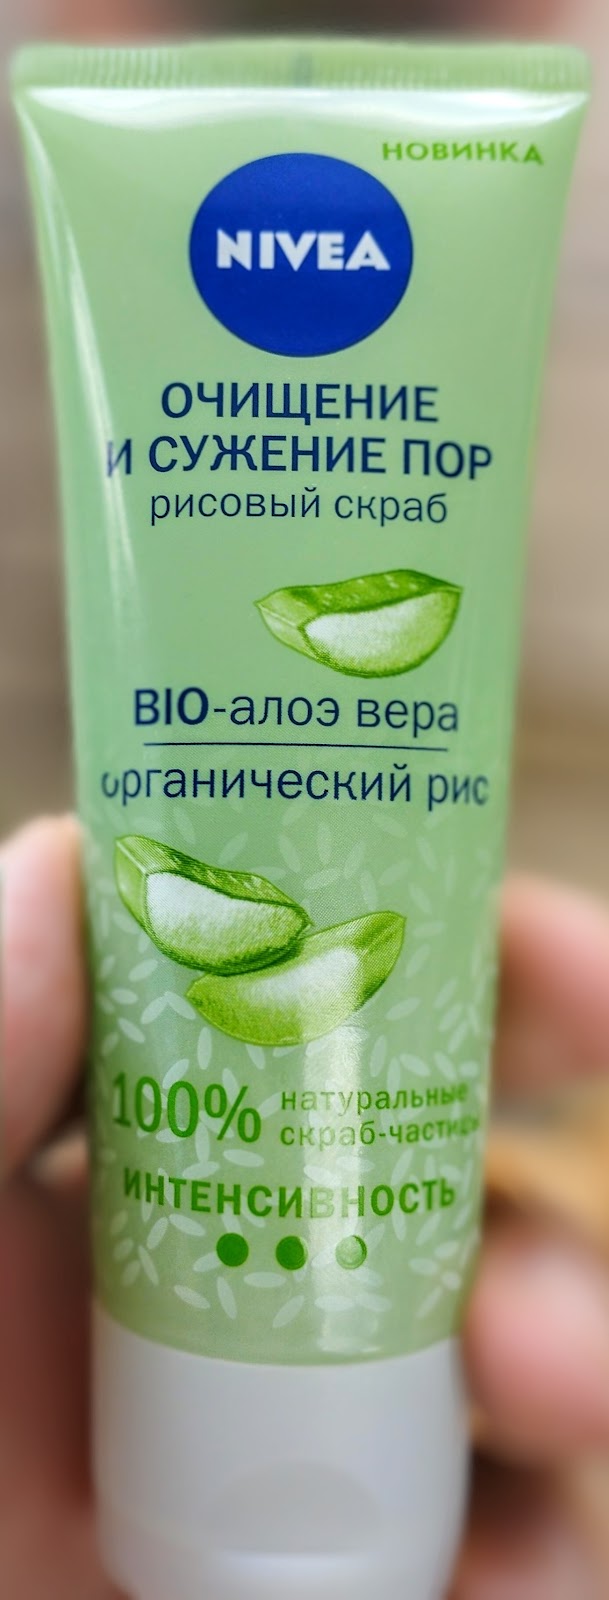 НОВИНКА
NIVEA
ОЧИЩЕНИЕ
И СУЖЕНИЕ ПОР
рисовый скраб
BIO-алоэ вера
органический рис
100% натуральные
скраб-частицы
ИНТЕНСИВНОСТЬ